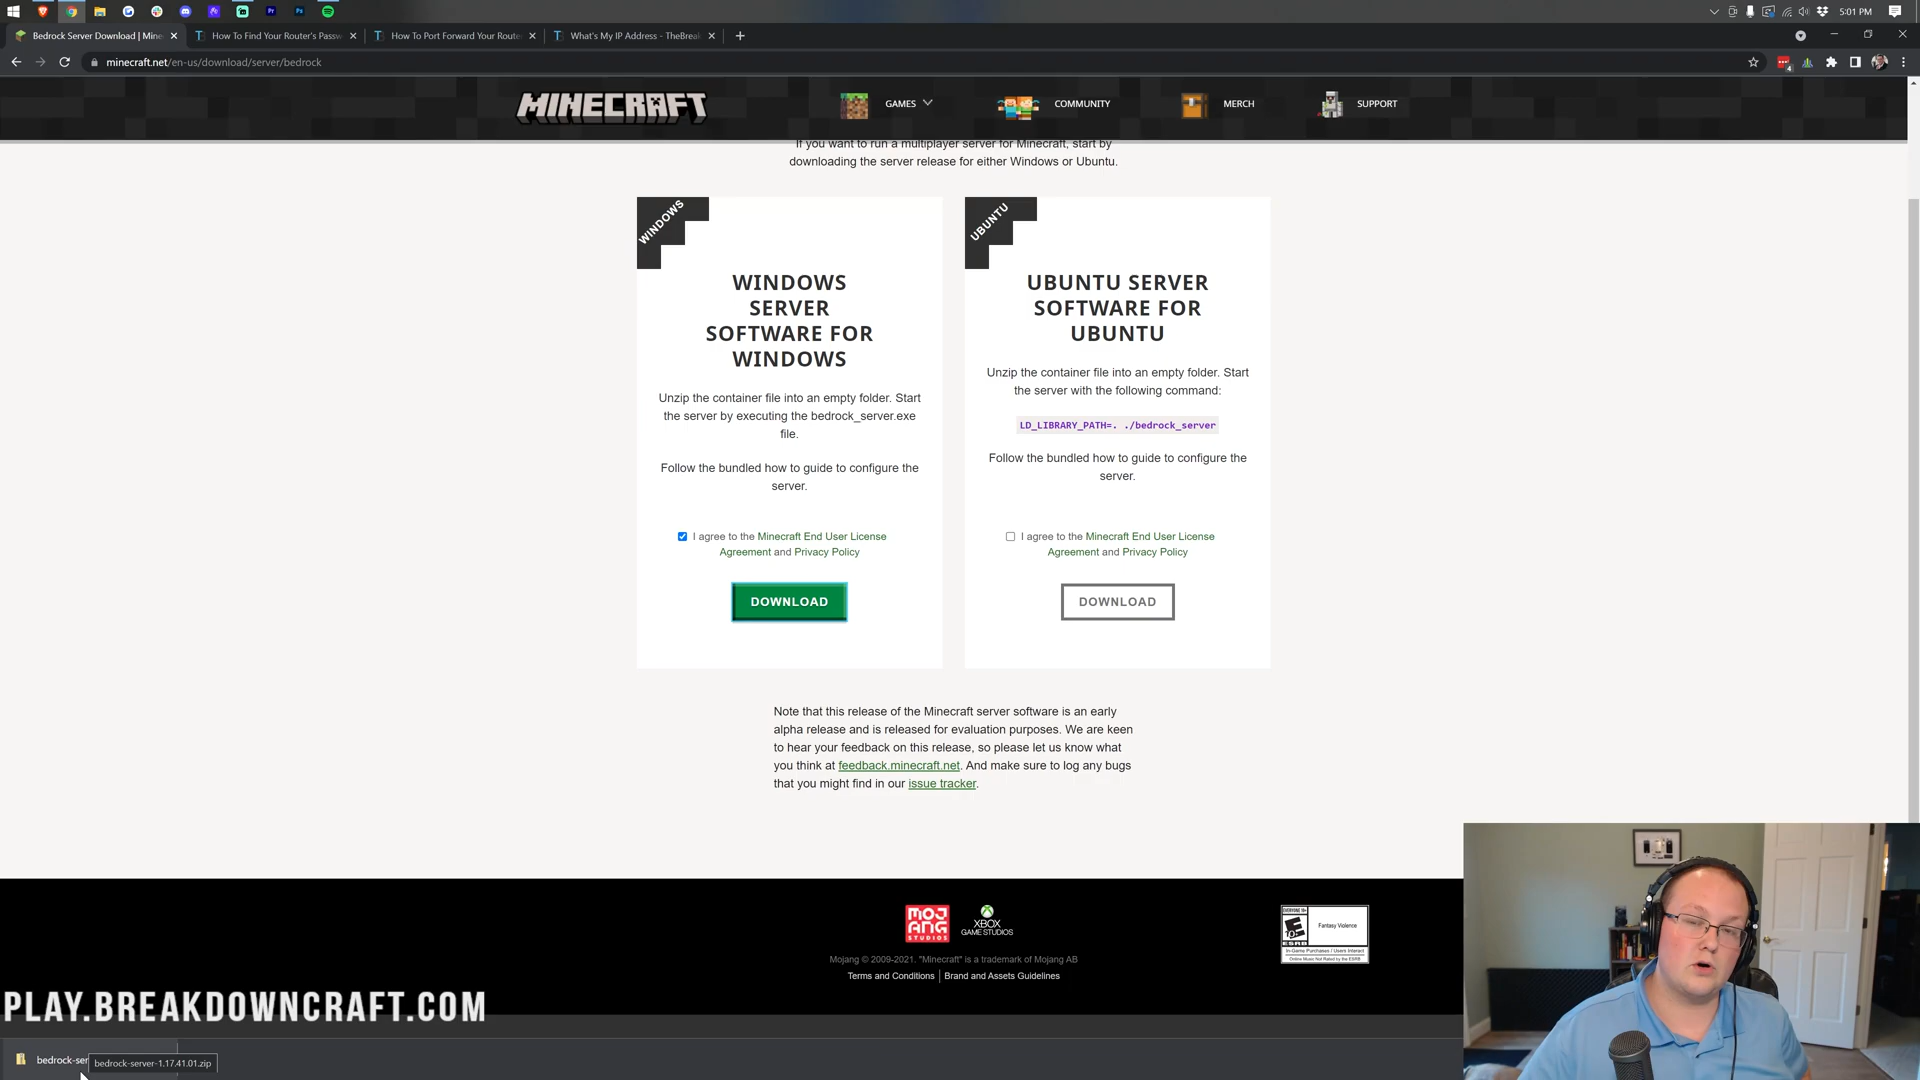 5:01 PM
Bedrock Server Download | Mine
How To Find Your Router's Passw
How To Port Forward Your Route
What's My IP Address - TheBreak
minecraft.net/en-us/download/server/bedrock
MINECRAFT
GAMES
COMMUNITY
MERCH
SUPPORT
If you want to run a multiplayer server for Minecraft, start by
downloading the server release for either Windows or Ubuntu.
WINDOWS
WINDOWS
SERVER
SOFTWARE FOR
WINDOWS
Unzip the container file into an empty folder. Start
the server by executing the bedrock_server.exe
file.
Follow the bundled how to guide to configure the
server.
I agree to the Minecraft End User License
Agreement and Privacy Policy
DOWNLOAD
UBUNTU
UBUNTU SERVER
SOFTWARE FOR
UBUNTU
Unzip the container file into an empty folder. Start
the server with the following command:
LD_LIBRARY_PATH=. ./bedrock_server
Follow the bundled how to guide to configure the
server.
I agree to the Minecraft End User License
Agreement and Privacy Policy
DOWNLOAD
Note that this release of the Minecraft server software is an early
alpha release and is released for evaluation purposes. We are keen
to hear your feedback on this release, so please let us know what
you think at feedback.minecraft.net. And make sure to log any bugs
that you might find in our issue tracker.
MOJANG
STUDIOS
XBOX
GAME STUDIOS
EVERYONE 10+
E
ESRB
Fantasy Violence
In-Game Purchases / Users Interact
Mojang © 2009-2021. "Minecraft" is a trademark of Mojang AB
Terms and Conditions | Brand and Assets Guidelines
PLAY.BREAKDOWNCRAFT.COM
bedrock-ser
bedrock-server-1.17.41.01.zip